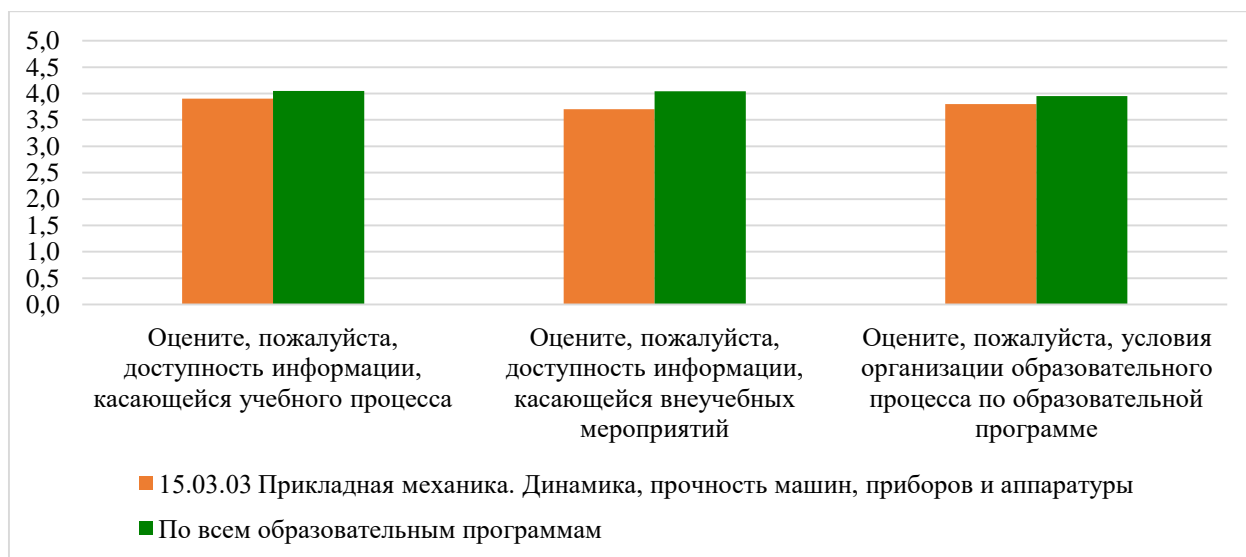 5,0
4,5
4,0
3,5
3,0
2,5
2,0
1,5
1,0
0,5
0,0
Оцените, пожалуйста,
доступность информации,
касающейся учебного процесса
Оцените, пожалуйста,
доступность информации,
касающейся внеучебных
мероприятий
Оцените, пожалуйста, условия
организации образовательного
процесса по образовательной
программе
15.03.03 Прикладная механика. Динамика, прочность машин, приборов и аппаратуры
По всем образовательным программам